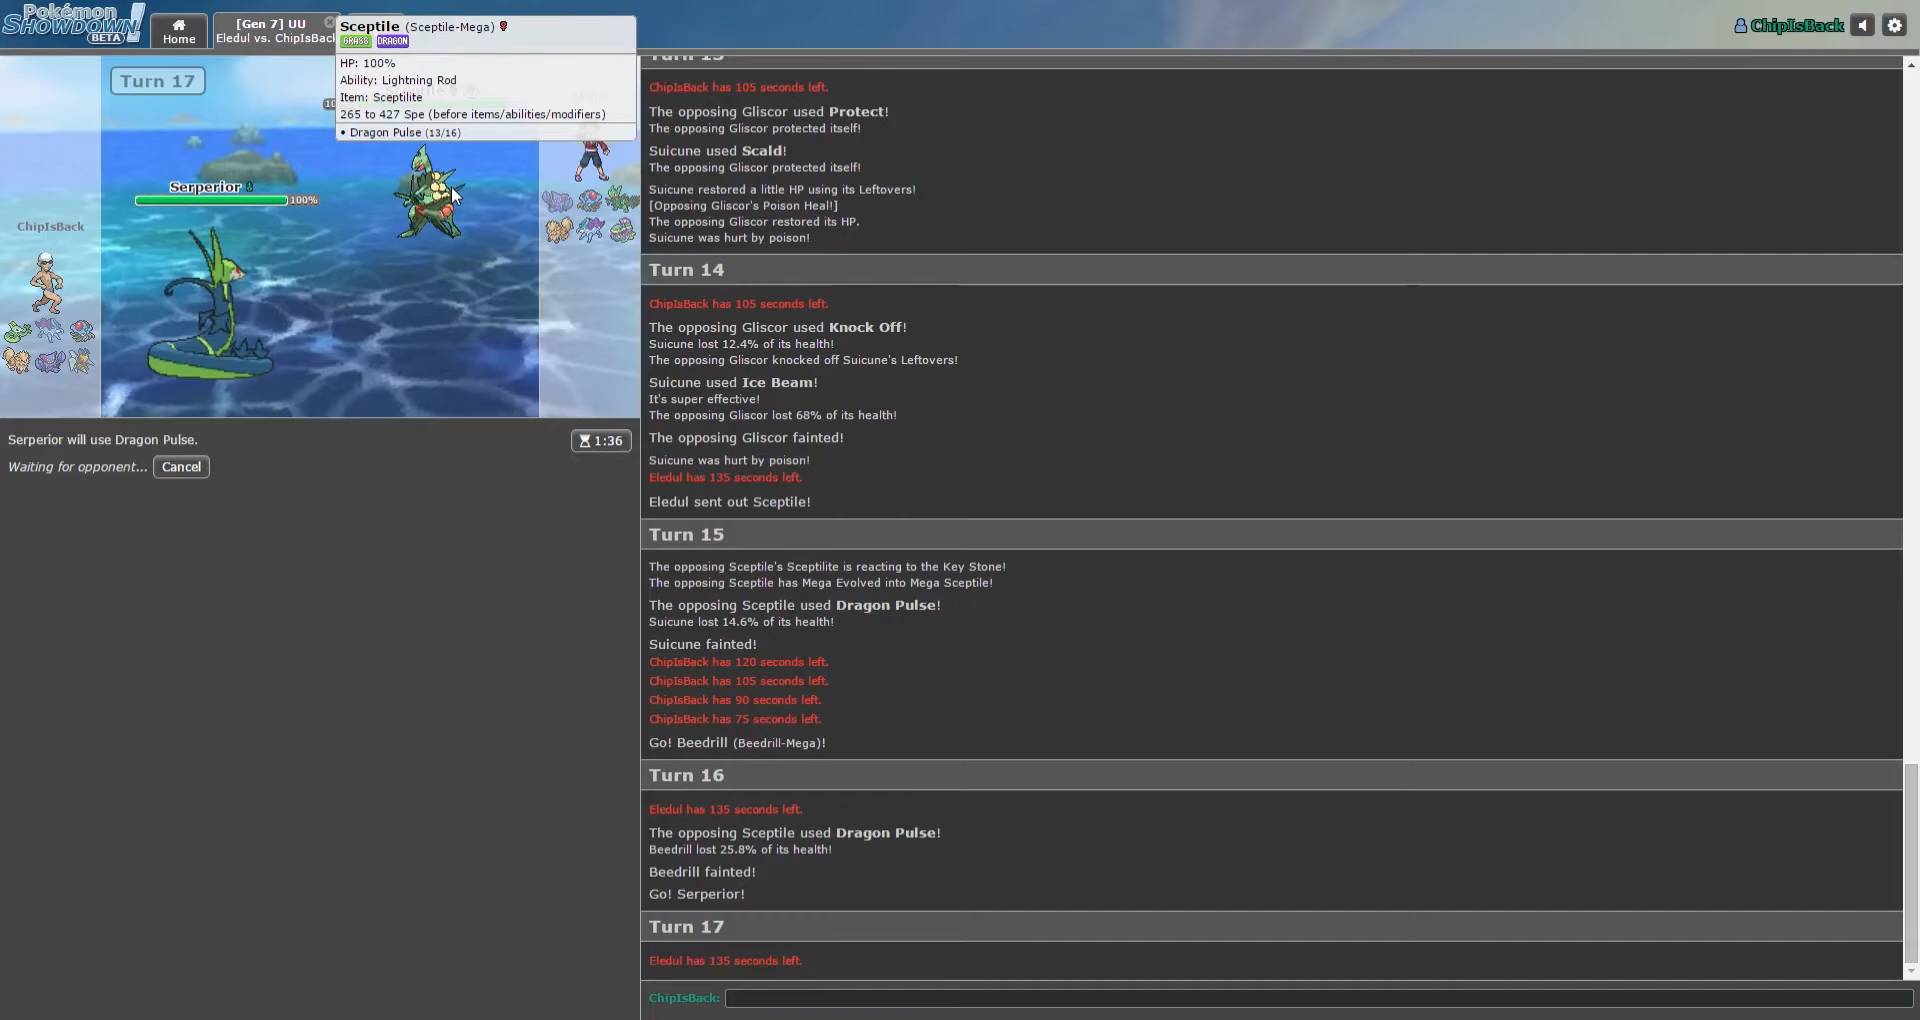 Pokémon
SHOWDOWN!
BETA
Home
[Gen 7] UU
Eledul vs. ChipIsBack
Sceptile (Sceptile-Mega)
GRASS DRAGON
HP: 100%
Ability: Lightning Rod
Item: Sceptilite
265 to 427 Spe (before items/abilities/modifiers)
• Dragon Pulse (13/16)
ChipIsBack
Turn 17
Serperior
100%
ChipIsBack
Serperior will use Dragon Pulse.
1:36
Waiting for opponent... Cancel
Turn 13
ChipIsBack has 105 seconds left.
The opposing Gliscor used Protect!
The opposing Gliscor protected itself!
Suicune used Scald!
The opposing Gliscor protected itself!
Suicune restored a little HP using its Leftovers!
[Opposing Gliscor's Poison Heal!]
The opposing Gliscor restored its HP.
Suicune was hurt by poison!
Turn 14
ChipIsBack has 105 seconds left.
The opposing Gliscor used Knock Off!
Suicune lost 12.4% of its health!
The opposing Gliscor knocked off Suicune's Leftovers!
Suicune used Ice Beam!
It's super effective!
The opposing Gliscor lost 68% of its health!
The opposing Gliscor fainted!
Suicune was hurt by poison!
Eledul has 135 seconds left.
Eledul sent out Sceptile!
Turn 15
The opposing Sceptile's Sceptilite is reacting to the Key Stone!
The opposing Sceptile has Mega Evolved into Mega Sceptile!
The opposing Sceptile used Dragon Pulse!
Suicune lost 14.6% of its health!
Suicune fainted!
ChipIsBack has 120 seconds left.
ChipIsBack has 105 seconds left.
ChipIsBack has 90 seconds left.
ChipIsBack has 75 seconds left.
Go! Beedrill (Beedrill-Mega)!
Turn 16
Eledul has 135 seconds left.
The opposing Sceptile used Dragon Pulse!
Beedrill lost 25.8% of its health!
Beedrill fainted!
Go! Serperior!
Turn 17
Eledul has 135 seconds left.
ChipIsBack: